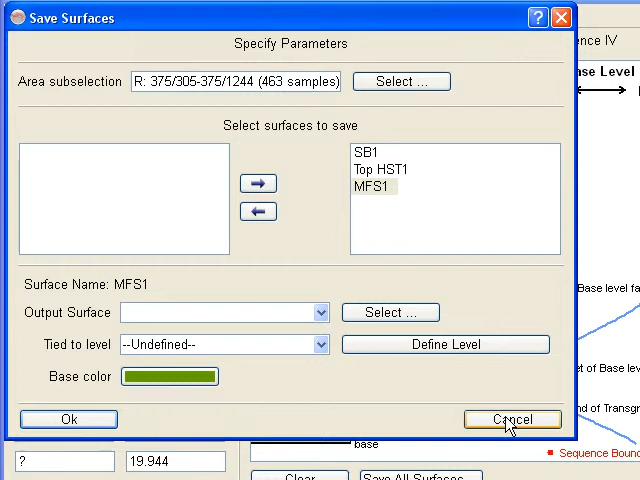 Save Surfaces
Specify Parameters
Area subselection
R: 375/305-375/1244 (463 samples)
Select ...
Select surfaces to save
SB1
Top HST1
MFS1
Surface Name: MFS1
Output Surface
Select ...
Tied to level
--Undefined--
Define Level
Base color
Ok
Cancel
ence IV
ase Level
Base level fa
et of Base lev
nd of Transgr
base
Sequence Bound
?
19.944
Clear
Save All Surfaces